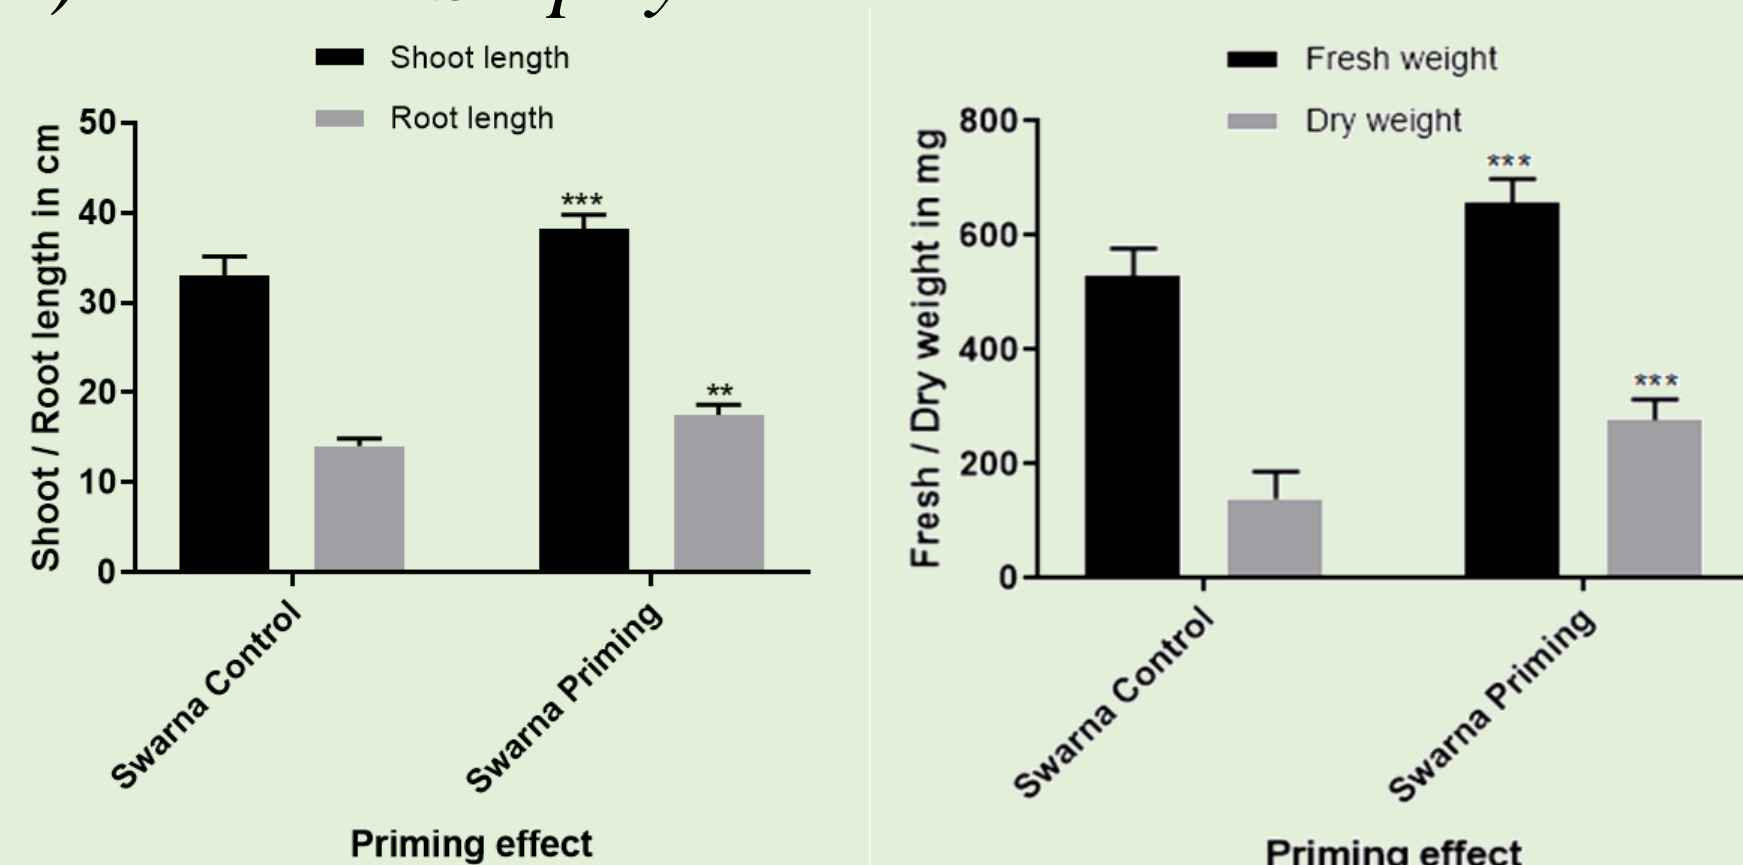 Shoot length
Root length
50
40
30
20
10
0
Shoot / Root length in cm
***
**
Swarna Control
Swarna Priming
Priming effect
Fresh weight
Dry weight
800
600
400
200
0
Fresh / Dry weight in mg
***
***
Swarna Control
Swarna Priming
Priming effect